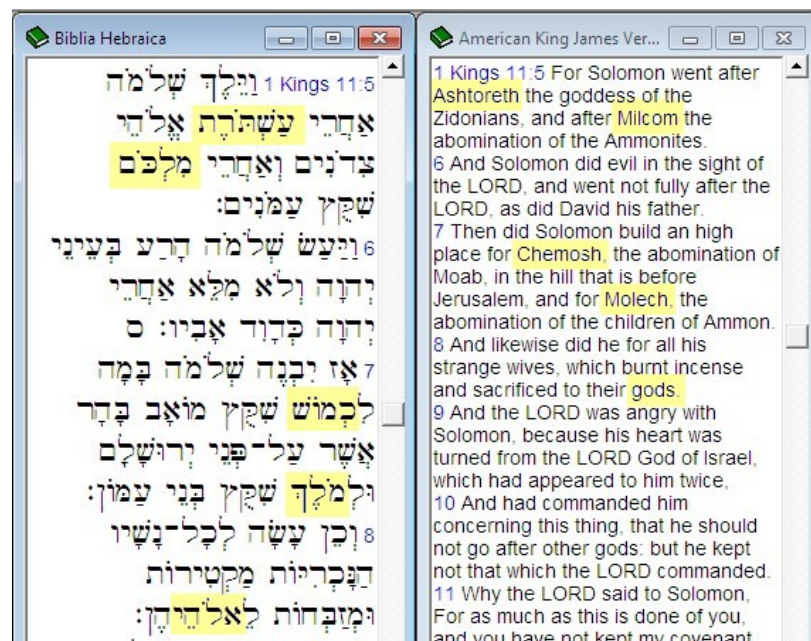 Biblia Hebraica
1 Kings 11:5 וַיֵּלֶךְ שְׁלֹמֹה
אַחֲרֵי עַשְׁתֹּרֶת אֱלֹהֵי
צִדֹנִים וְאַחֲרֵי מִלְכֹּם
שִׁקֻּץ עַמֹּנִים׃
6 וַיַּעַשׂ שְׁלֹמֹה הָרַע בְּעֵינֵי
יְהוָה וְלֹא מִלֵּא אַחֲרֵי
יְהוָה כְּדָוִד אָבִיו׃ ס
7 אָז יִבְנֶה שְׁלֹמֹה בָּמָה
לִכְמוֹשׁ שִׁקֻּץ מוֹאָב בָּהָר
אֲשֶׁר עַל־פְּנֵי יְרוּשָׁלִָם
וּלְמֹלֶךְ שִׁקֻּץ בְּנֵי עַמּוֹן׃
8 וְכֵן עָשָׂה לְכָל־נָשָׁיו
הַנָּכְרִיּוֹת מַקְטִירוֹת
וּמְזַבְּחוֹת לֵאלֹהֵיהֶן׃
American King James Ver...
1 Kings 11:5 For Solomon went after
Ashtoreth the goddess of the
Zidonians, and after Milcom the
abomination of the Ammonites.
6 And Solomon did evil in the sight of
the LORD, and went not fully after the
LORD, as did David his father.
7 Then did Solomon build an high
place for Chemosh, the abomination of
Moab, in the hill that is before
Jerusalem, and for Molech, the
abomination of the children of Ammon.
8 And likewise did he for all his
strange wives, which burnt incense
and sacrificed to their gods.
9 And the LORD was angry with
Solomon, because his heart was
turned from the LORD God of Israel,
which had appeared to him twice,
10 And had commanded him
concerning this thing, that he should
not go after other gods: but he kept
not that which the LORD commanded.
11 Why the LORD said to Solomon,
For as much as this is done of you,
and you have not kept my covenant